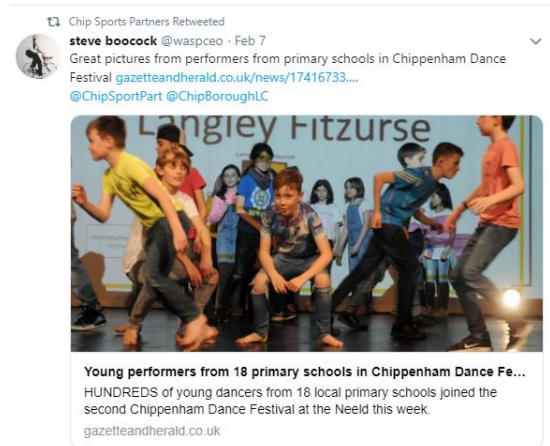 Chip Sports Partners Retweeted
steve boocock @waspceo · Feb 7
Great pictures from performers from primary schools in Chippenham Dance
Festival gazetteandherald.co.uk/news/17416733....
@ChipSportPart @ChipBoroughLC
Langley Fitzurse
Young performers from 18 primary schools in Chippenham Dance Fe...
HUNDREDS of young dancers from 18 local primary schools joined the
second Chippenham Dance Festival at the Neeld this week.
gazetteandherald.co.uk